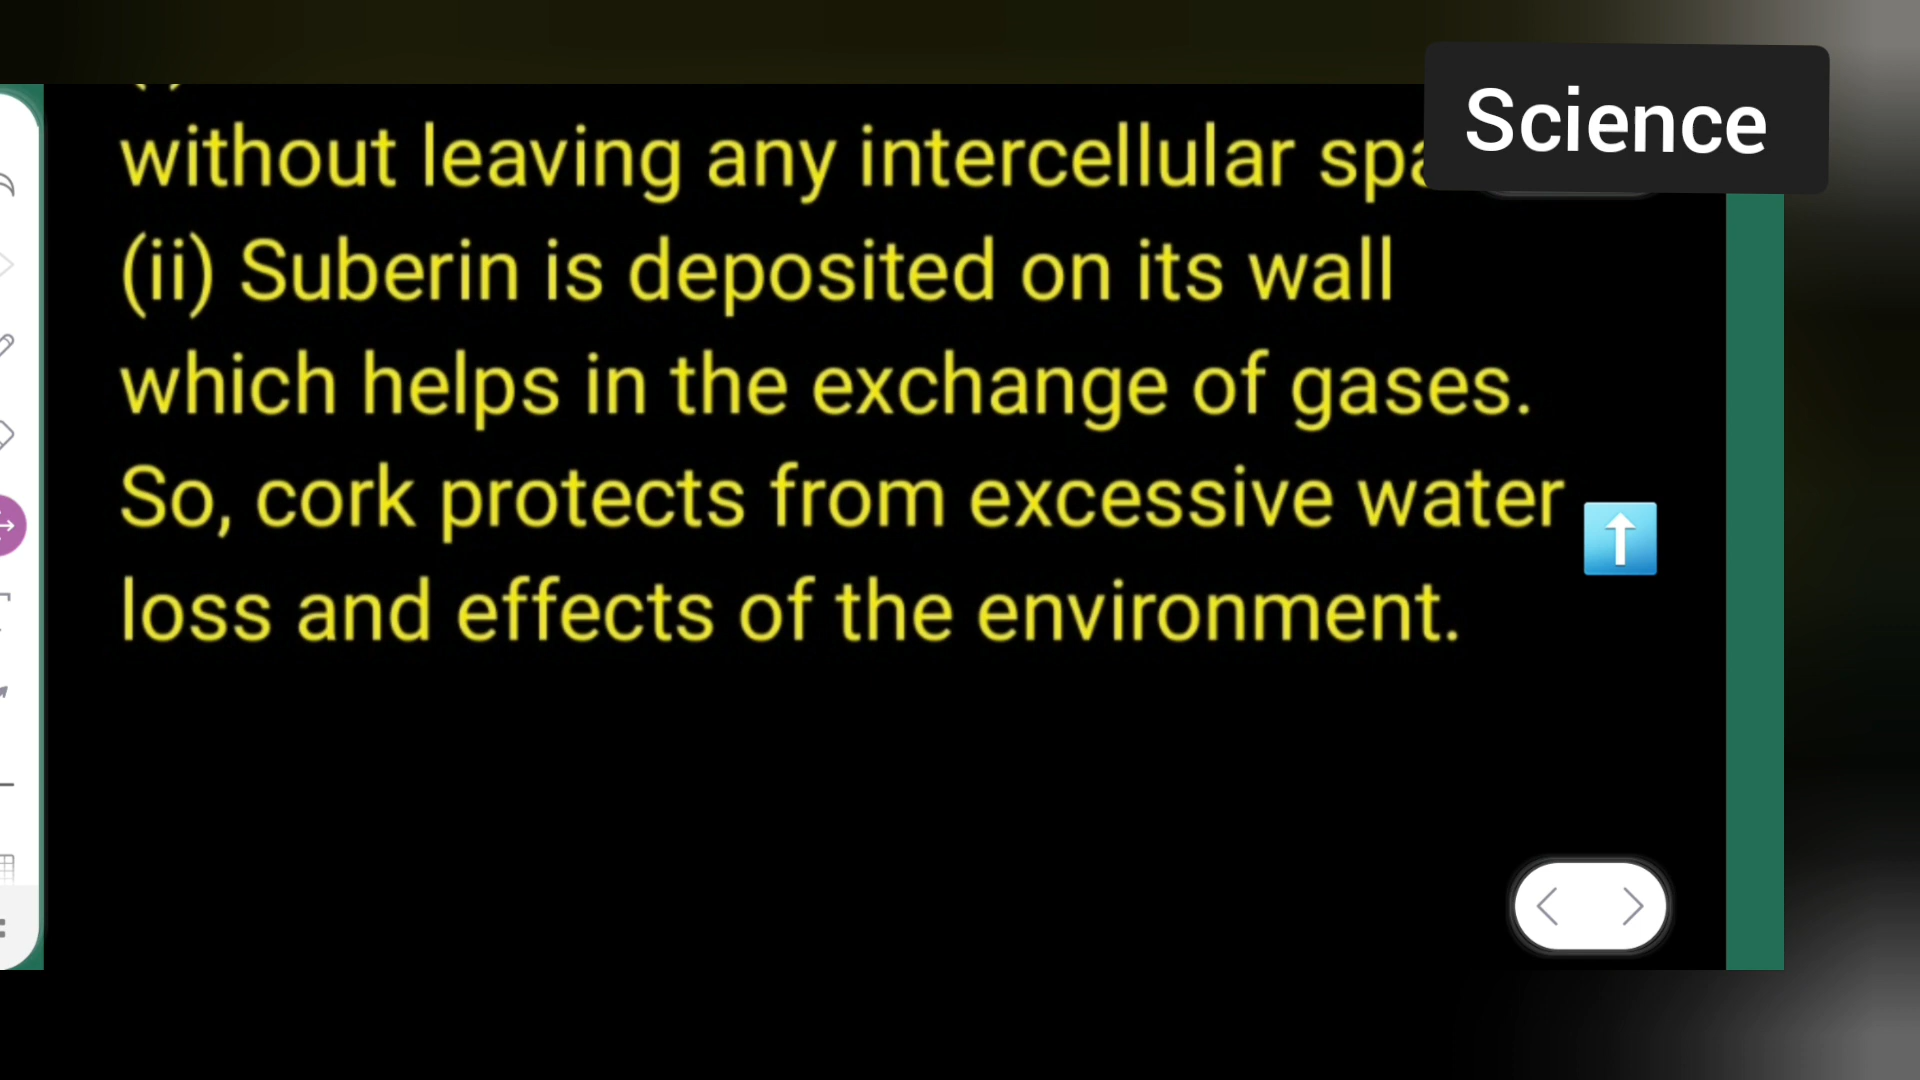 Science
without leaving any intercellular
(ii) Suberin is deposited on its wall
which helps in the exchange of gases.
So, cork protects from excessive water
loss and effects of the environment.